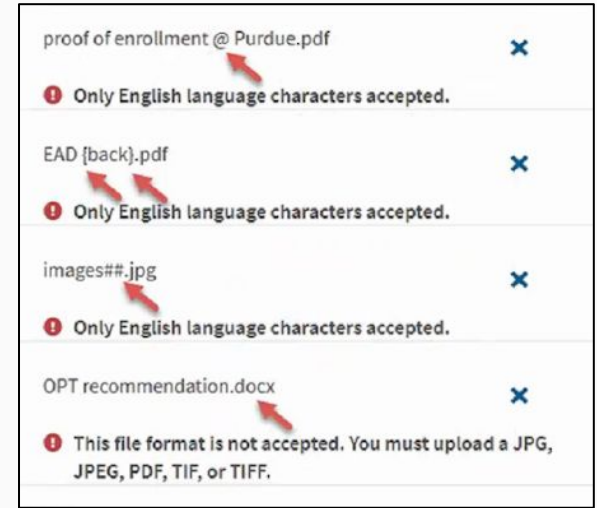 proof of enrollment @ Purdue.pdf
Only English language characters accepted.
EAD {back}.pdf
Only English language characters accepted.
images##.jpg
Only English language characters accepted.
OPT recommendation.docx
This file format is not accepted. You must upload a JPG,
JPEG, PDF, TIF, or TIFF.